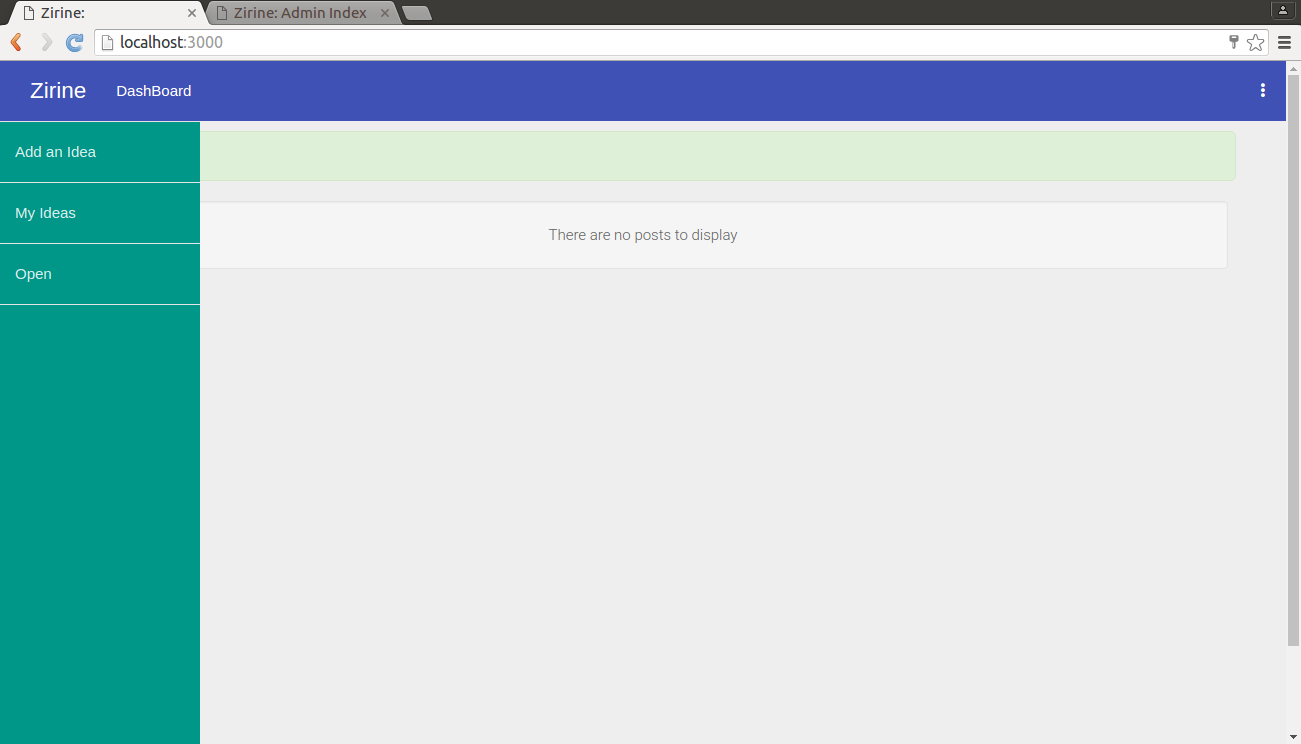 Zirine:
Zirine: Admin Index
localhost:3000
Zirine DashBoard
Add an Idea
My Ideas
There are no posts to display
Open